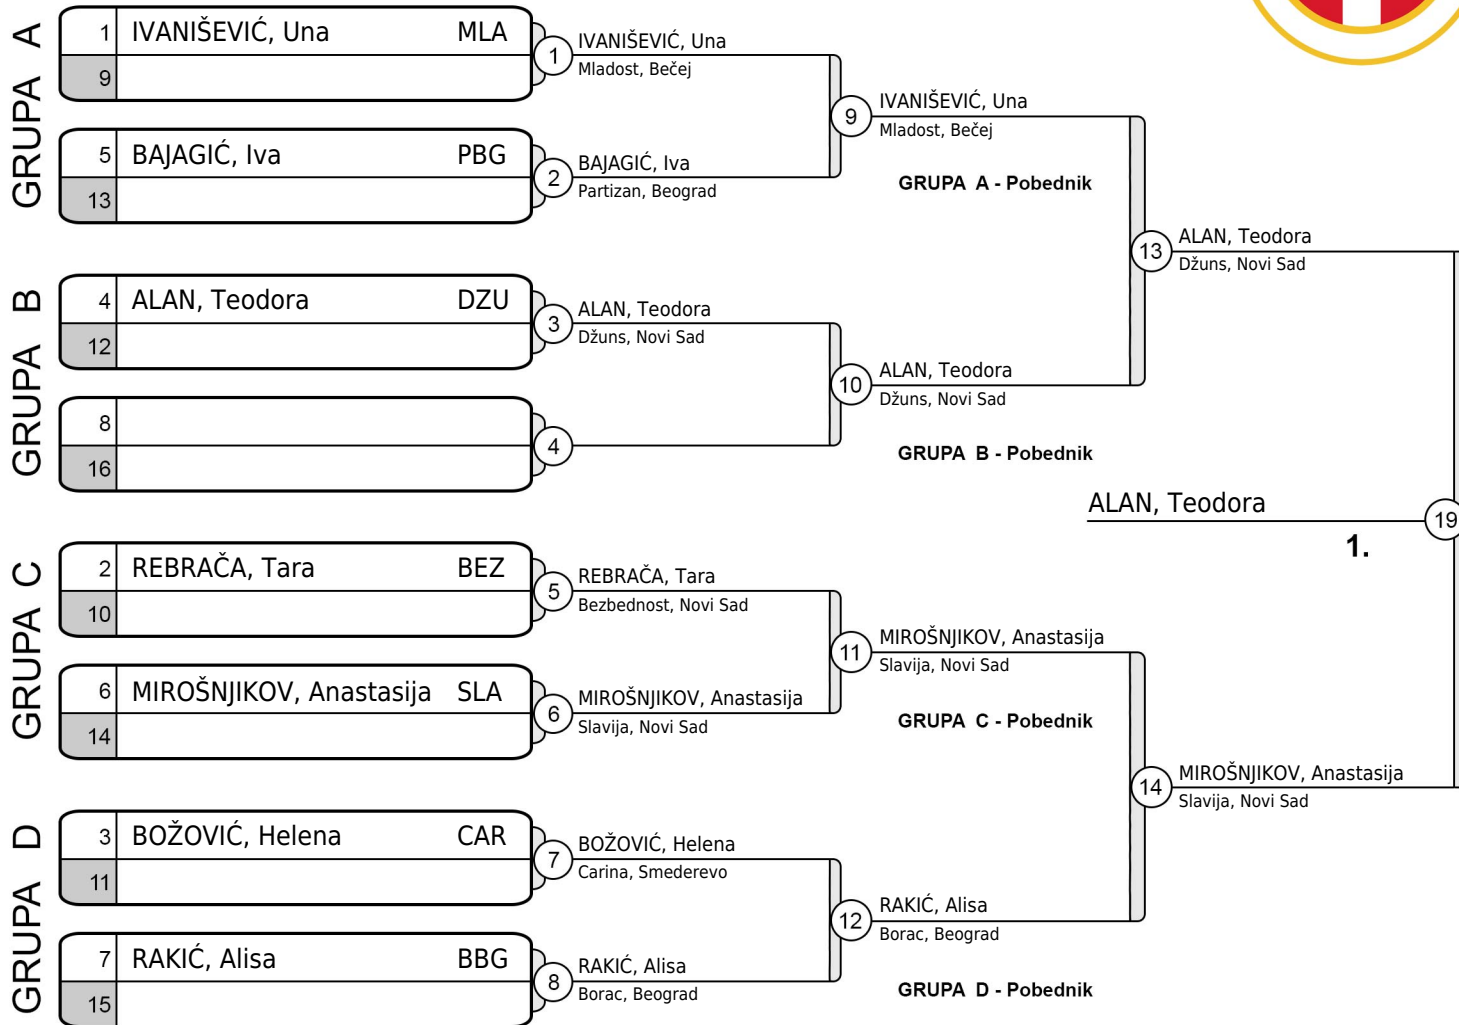 GRUPA A
1 IVANIŠEVIĆ, Una MLA
9
5 BAJAGIĆ, Iva PBG
13
1
IVANIŠEVIĆ, Una
Mladost, Bečej
2
BAJAGIĆ, Iva
Partizan, Beograd
9
IVANIŠEVIĆ, Una
Mladost, Bečej
GRUPA A - Pobednik
GRUPA B
4 ALAN, Teodora DZU
12
8
16
3
ALAN, Teodora
Džuns, Novi Sad
4
10
ALAN, Teodora
Džuns, Novi Sad
GRUPA B - Pobednik
13
ALAN, Teodora
Džuns, Novi Sad
ALAN, Teodora
19
1.
GRUPA C
2 REBRAČA, Tara BEZ
10
6 MIROŠNJIKOV, Anastasija SLA
14
5
REBRAČA, Tara
Bezbednost, Novi Sad
6
MIROŠNJIKOV, Anastasija
Slavija, Novi Sad
11
MIROŠNJIKOV, Anastasija
Slavija, Novi Sad
GRUPA C - Pobednik
14
MIROŠNJIKOV, Anastasija
Slavija, Novi Sad
GRUPA D
3 BOŽOVIĆ, Helena CAR
11
7 RAKIĆ, Alisa BBG
15
7
BOŽOVIĆ, Helena
Carina, Smederevo
8
RAKIĆ, Alisa
Borac, Beograd
12
RAKIĆ, Alisa
Borac, Beograd
GRUPA D - Pobednik